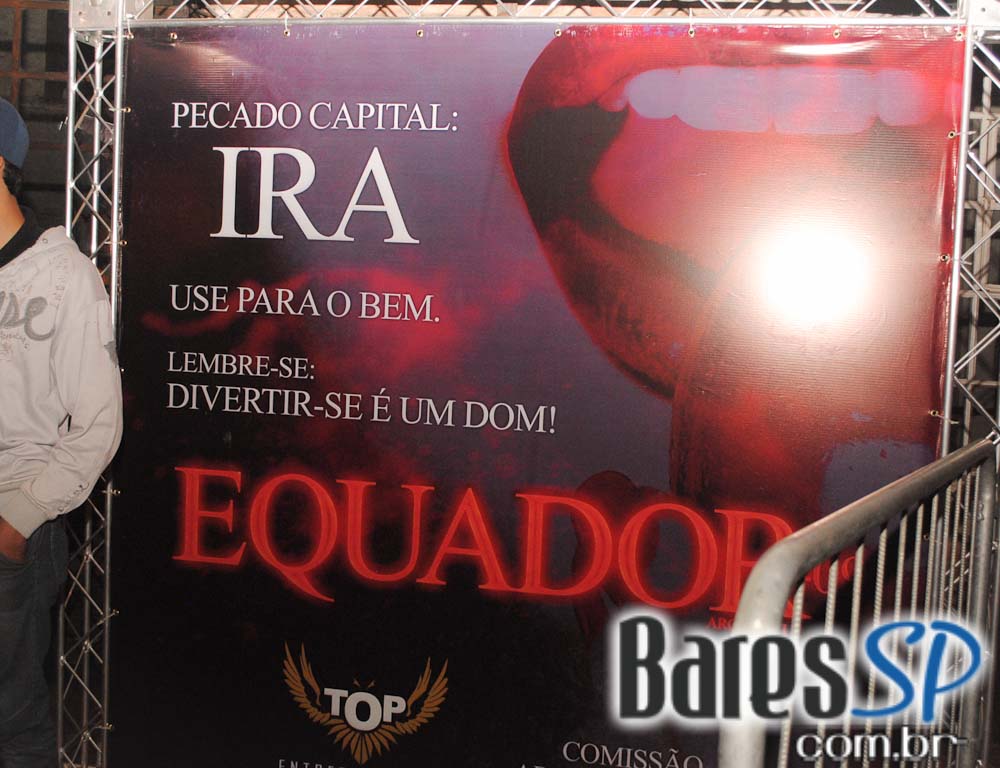 PECADO CAPITAL:
IRA
USE PARA O BEM.
LEMBRE-SE:
DIVERTIR-SE É UM DOM!
EQUADOR
TOP
COMISSÃO
BaresSP
com.br